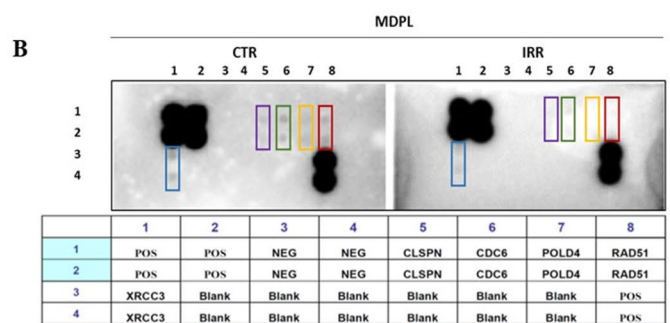 MDPL
B
CTR IRR
1 2 3 4 5 6 7 8 1 2 3 4 5 6 7 8
1
2
3
4
1 2 3 4 5 6 7 8
1 POS POS NEG NEG CLSPN CDC6 POLD4 RAD51
2 POS POS NEG NEG CLSPN CDC6 POLD4 RAD51
3 XRCC3 Blank Blank Blank Blank Blank Blank POS
4 XRCC3 Blank Blank Blank Blank Blank Blank POS